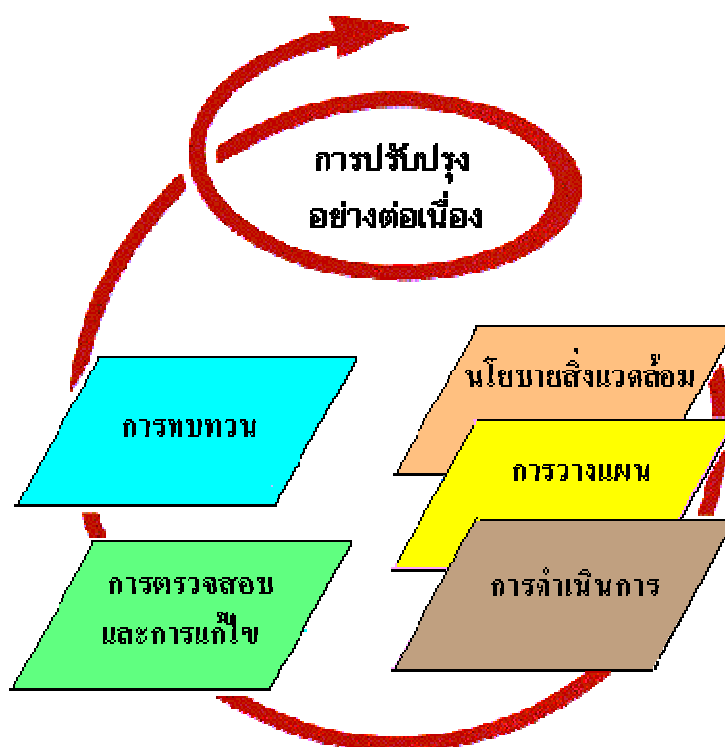 การปรับปรุง
อย่างต่อเนื่อง
นโยบายสิ่งแวดล้อม
การวางแผน
การดำเนินการ
การตรวจสอบ
และการแก้ไข
การทบทวน